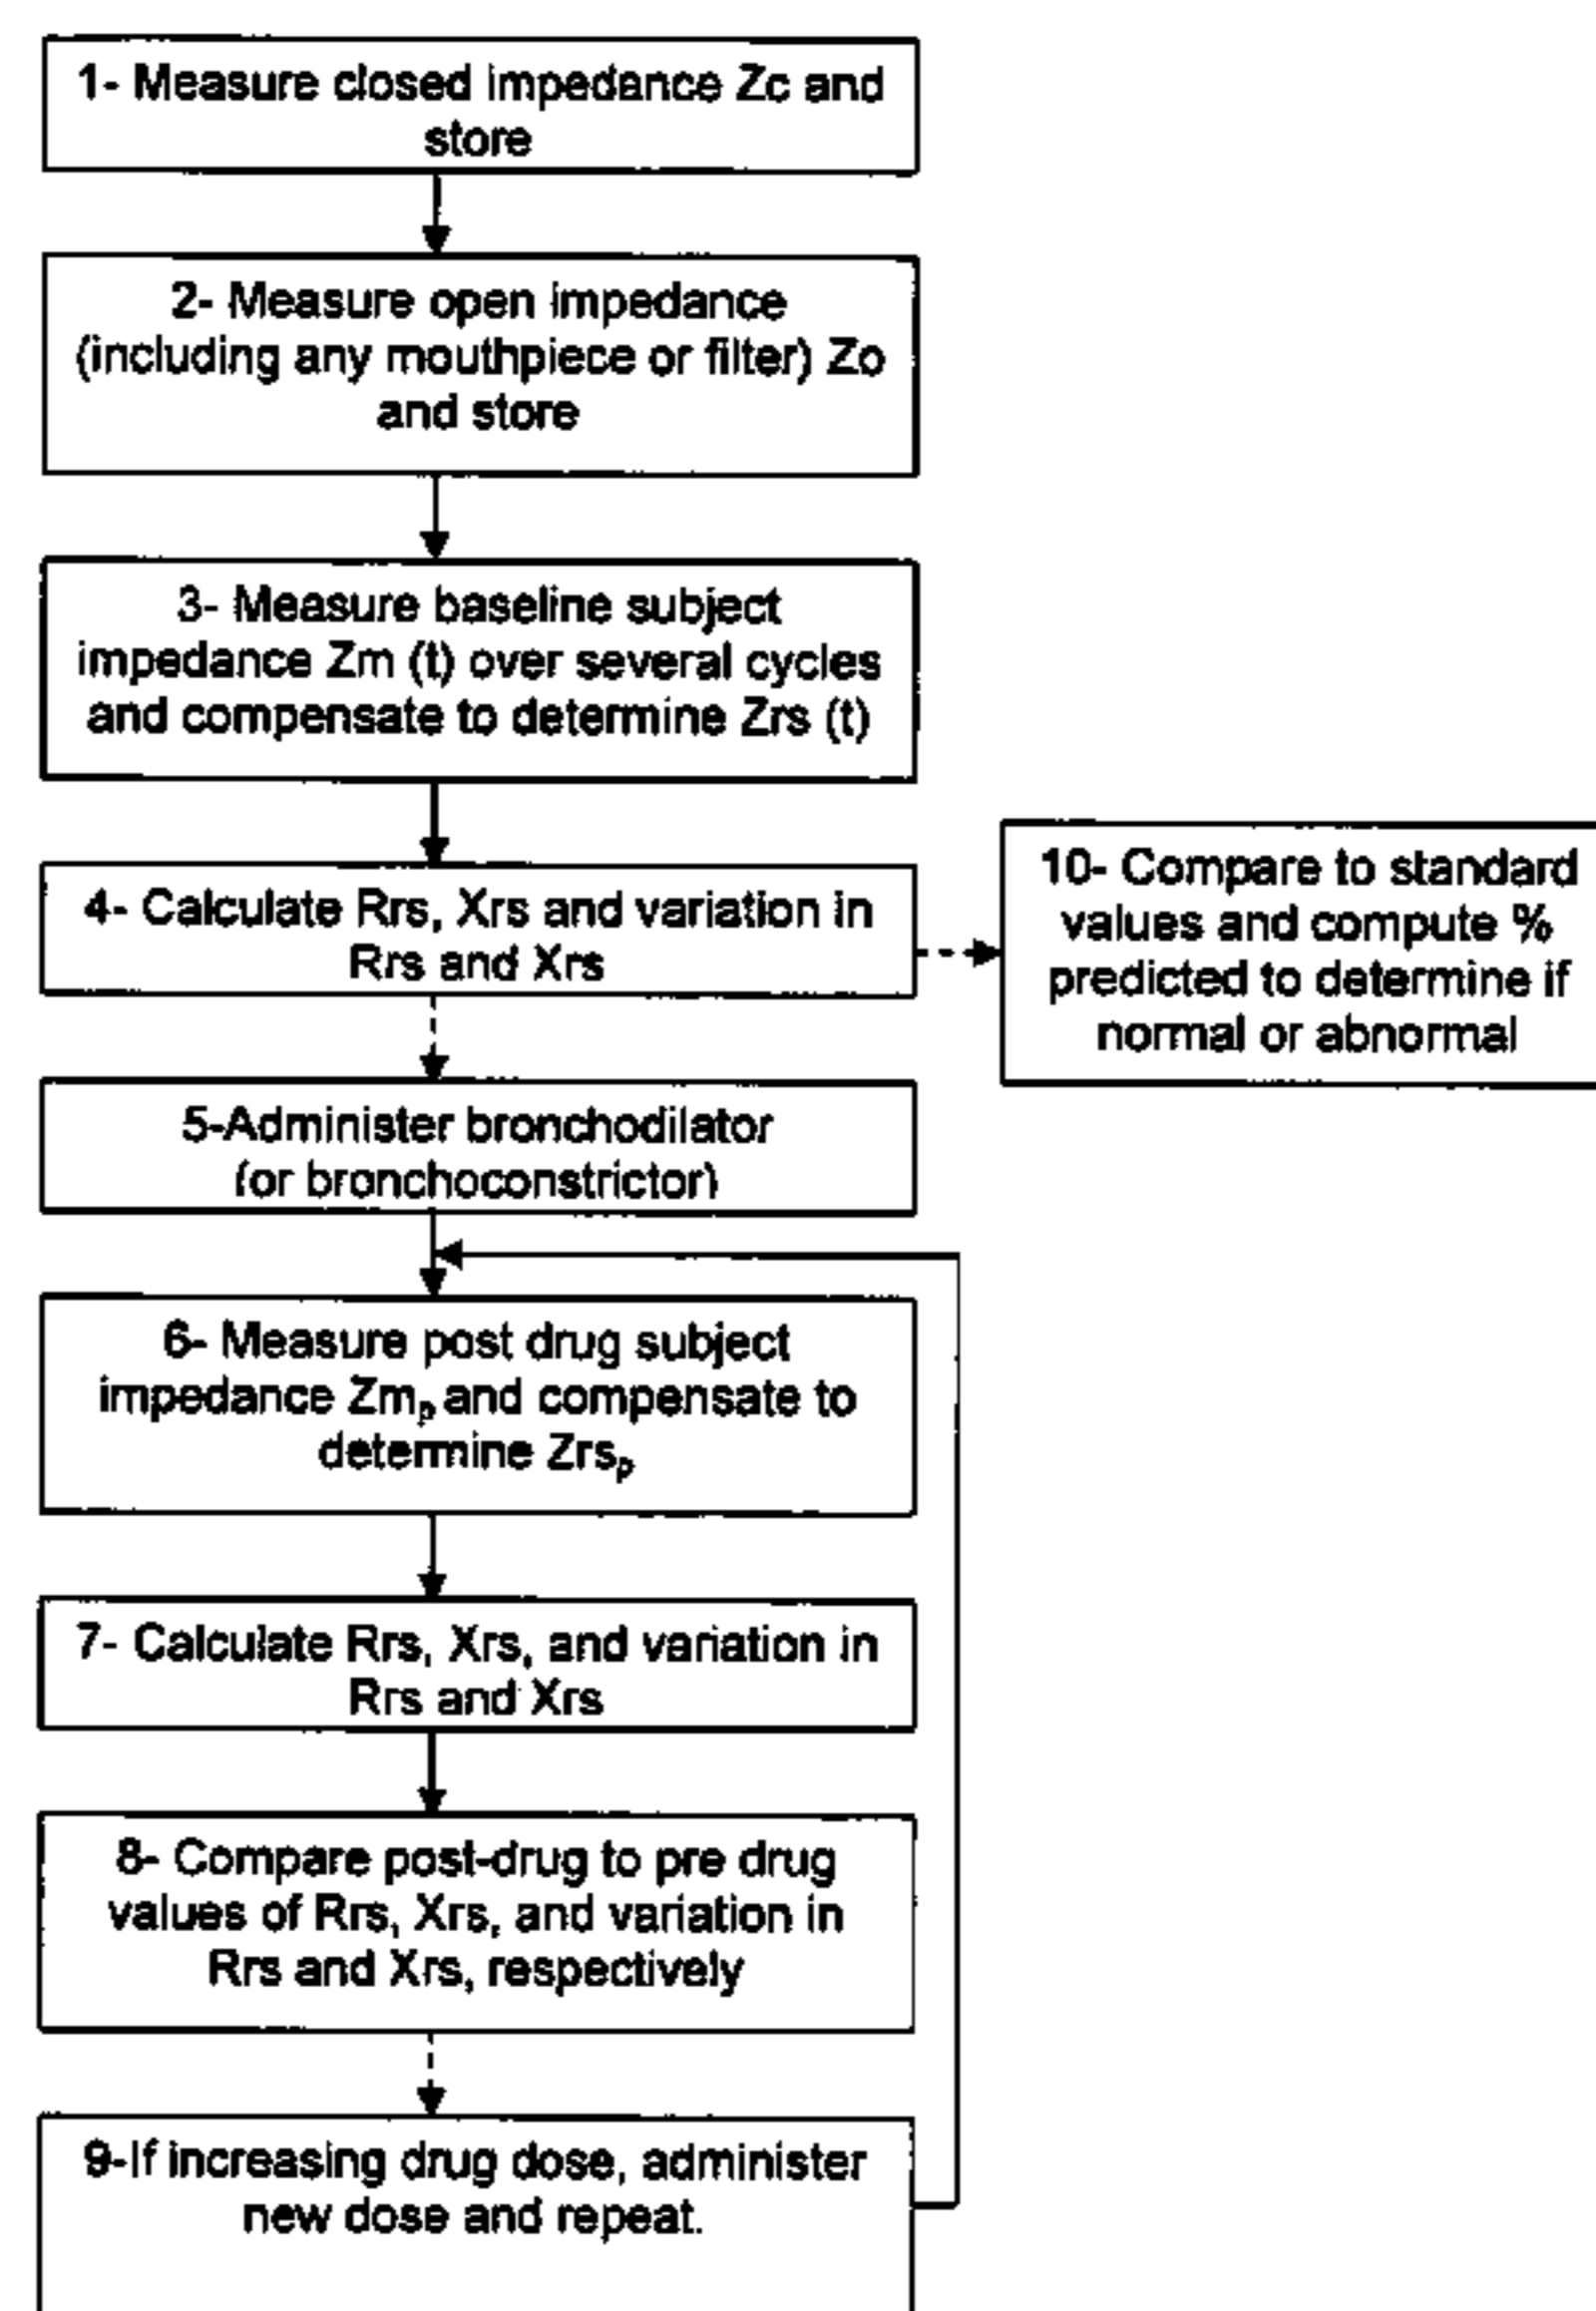 1- Measure closed impedance Zc and
store
2- Measure open impedance
(including any mouthpiece or filter) Zo
and store
3- Measure baseline subject
impedance Zm (t) over several cycles
and compensate to determine Zrs (t)
4- Calculate Rrs, Xrs and variation in
Rrs and Xrs
10- Compare to standard
values and compute %
predicted to determine if
normal or abnormal
5-Administer bronchodilator
(or bronchoconstrictor)
6- Measure post drug subject
impedance Zmₚ and compensate to
determine Zrsₚ
7- Calculate Rrs, Xrs, and variation in
Rrs and Xrs
8- Compare post-drug to pre drug
values of Rrs, Xrs, and variation in
Rrs and Xrs, respectively
9-If increasing drug dose, administer
new dose and repeat.